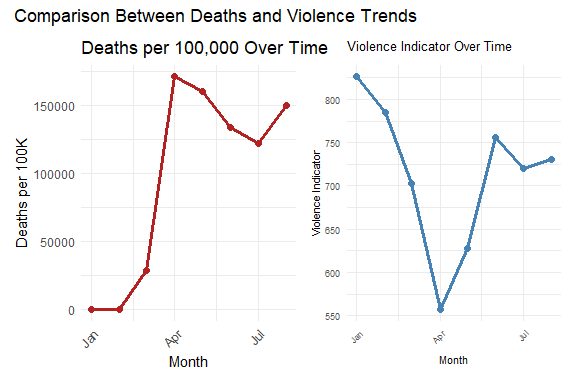 Comparison Between Deaths and Violence Trends
Deaths per 100,000 Over Time
Deaths per 100K
150000
100000
50000
0
Jan
Apr
Jul
Month
Violence Indicator Over Time
Violence Indicator
800
750
700
650
600
550
Jan
Apr
Jul
Month